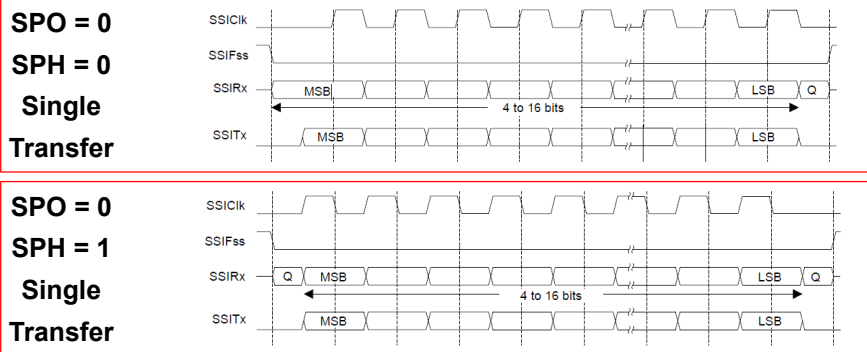 SPO = 0
SPH = 0
Single
Transfer
SSIClk
SSIFss
SSIRx MSB LSB Q
4 to 16 bits
SSITx MSB LSB
SPO = 0
SPH = 1
Single
Transfer
SSIClk
SSIFss
SSIRx Q MSB LSB Q
4 to 16 bits
SSITx MSB LSB